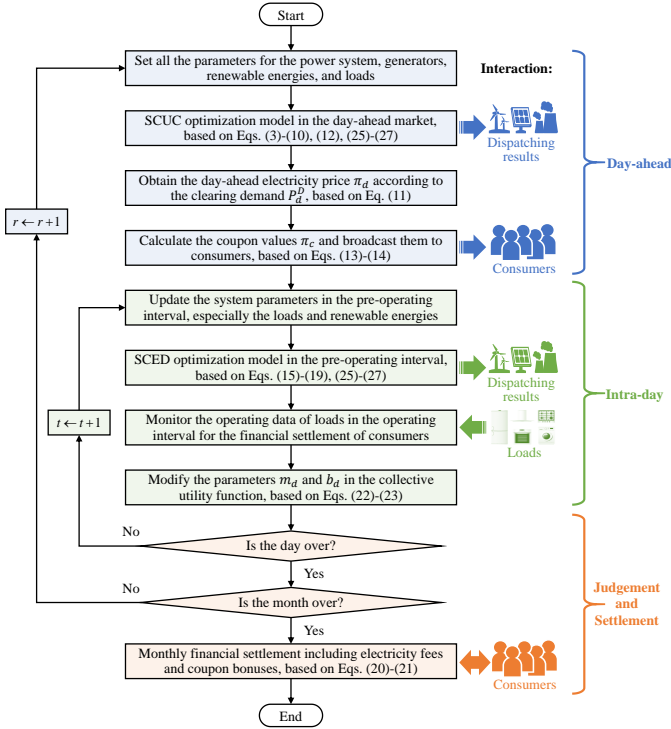 Start
Set all the parameters for the power system, generators,
renewable energies, and loads
Interaction:
SCUC optimization model in the day-ahead market,
based on Eqs. (3)-(10), (12), (25)-(27)
Dispatching
results
Day-ahead
Obtain the day-ahead electricity price π_d according to
the clearing demand P_d^D, based on Eq. (11)
r ← r+1
Calculate the coupon values π_c and broadcast them to
consumers, based on Eqs. (13)-(14)
Consumers
Update the system parameters in the pre-operating
interval, especially the loads and renewable energies
SCED optimization model in the pre-operating interval,
based on Eqs. (15)-(19), (25)-(27)
Dispatching
results
Intra-day
t ← t+1
Monitor the operating data of loads in the operating
interval for the financial settlement of consumers
Loads
Modify the parameters m_d and b_d in the collective
utility function, based on Eqs. (22)-(23)
No
Is the day over?
Yes
No
Is the month over?
Judgement
and
Settlement
Yes
Monthly financial settlement including electricity fees
and coupon bonuses, based on Eqs. (20)-(21)
Consumers
End